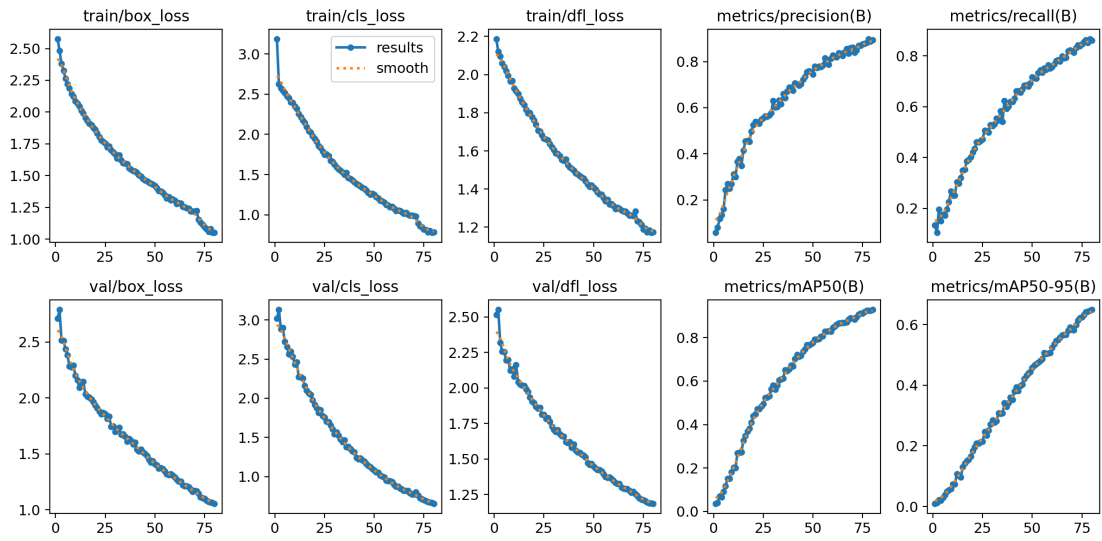 train/box_loss train/cls_loss train/dfl_loss metrics/precision(B) metrics/recall(B)
2.50 2.25 2.00 1.75 1.50 1.25 1.00
0 25 50 75
results
smooth
3.0 2.5 2.0 1.5 1.0
0 25 50 75
2.2 2.0 1.8 1.6 1.4 1.2
0 25 50 75
0.8 0.6 0.4 0.2
0 25 50 75
0.8 0.6 0.4 0.2
0 25 50 75
val/box_loss val/cls_loss val/dfl_loss metrics/mAP50(B) metrics/mAP50-95(B)
2.5 2.0 1.5 1.0
0 25 50 75
3.0 2.5 2.0 1.5 1.0
0 25 50 75
2.50 2.25 2.00 1.75 1.50 1.25
0 25 50 75
0.8 0.6 0.4 0.2 0.0
0 25 50 75
0.6 0.4 0.2 0.0
0 25 50 75